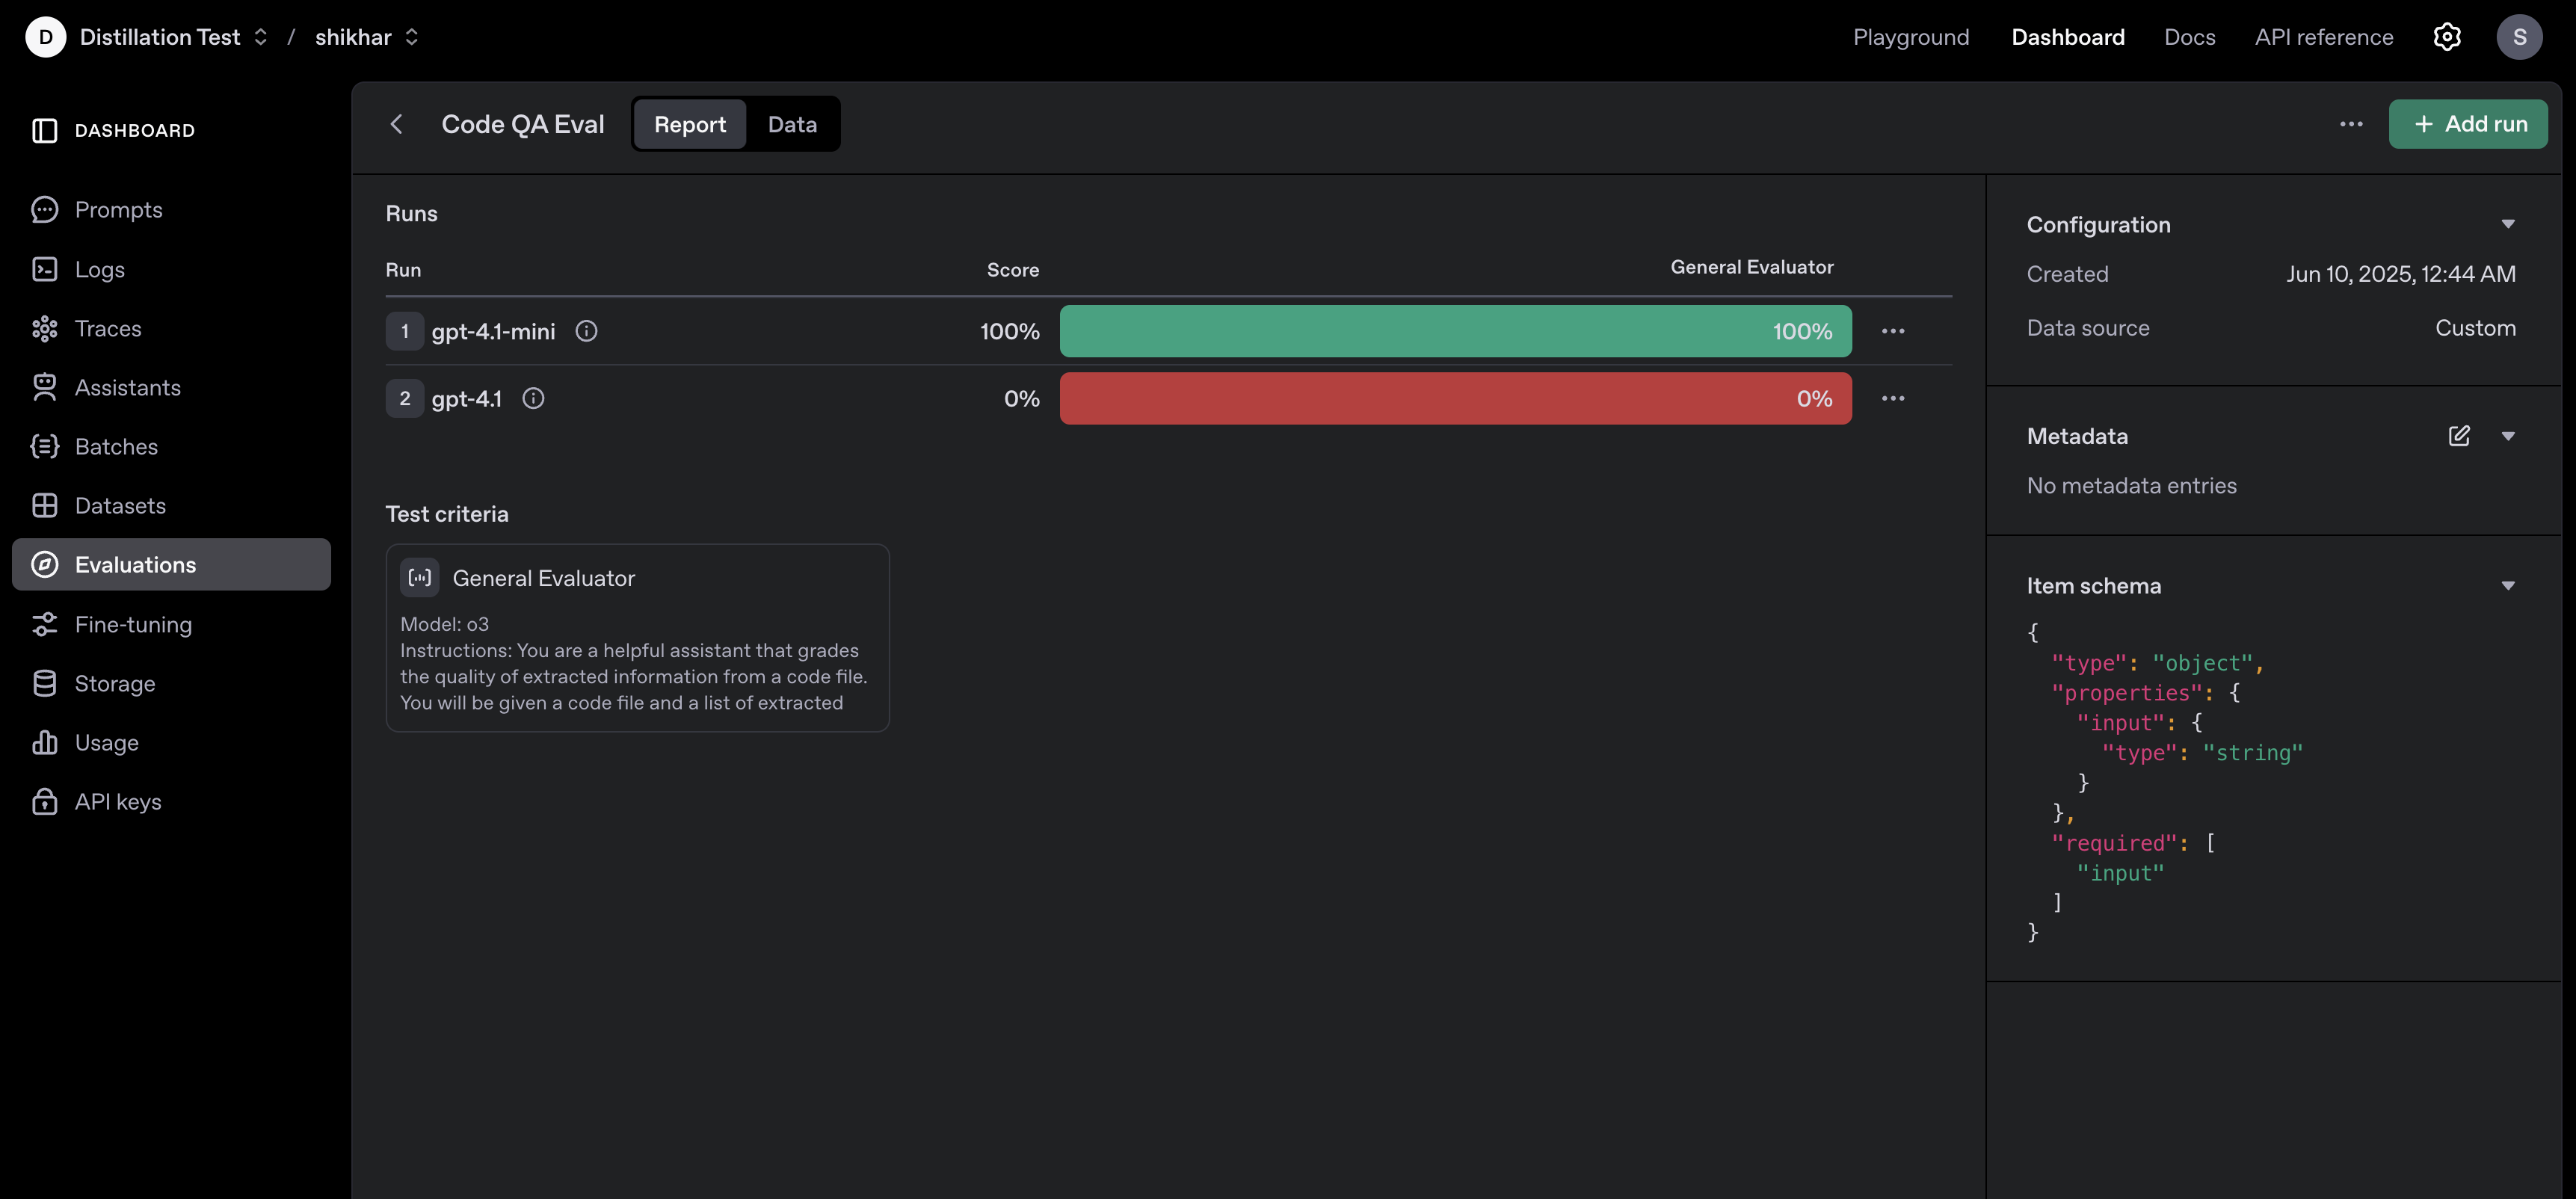 D Distillation Test / shikhar
Playground Dashboard Docs API reference S
DASHBOARD
Prompts
Logs
Traces
Assistants
Batches
Datasets
Evaluations
Fine-tuning
Storage
Usage
API keys
Code QA Eval Report Data
+ Add run
Runs
Run Score General Evaluator
1 gpt-4.1-mini 100% 100%
2 gpt-4.1 0% 0%
Test criteria
General Evaluator
Model: o3
Instructions: You are a helpful assistant that grades
the quality of extracted information from a code file.
You will be given a code file and a list of extracted
Configuration
Created Jun 10, 2025, 12:44 AM
Data source Custom
Metadata
No metadata entries
Item schema
{
  "type": "object",
  "properties": {
    "input": {
      "type": "string"
    }
  },
  "required": [
    "input"
  ]
}